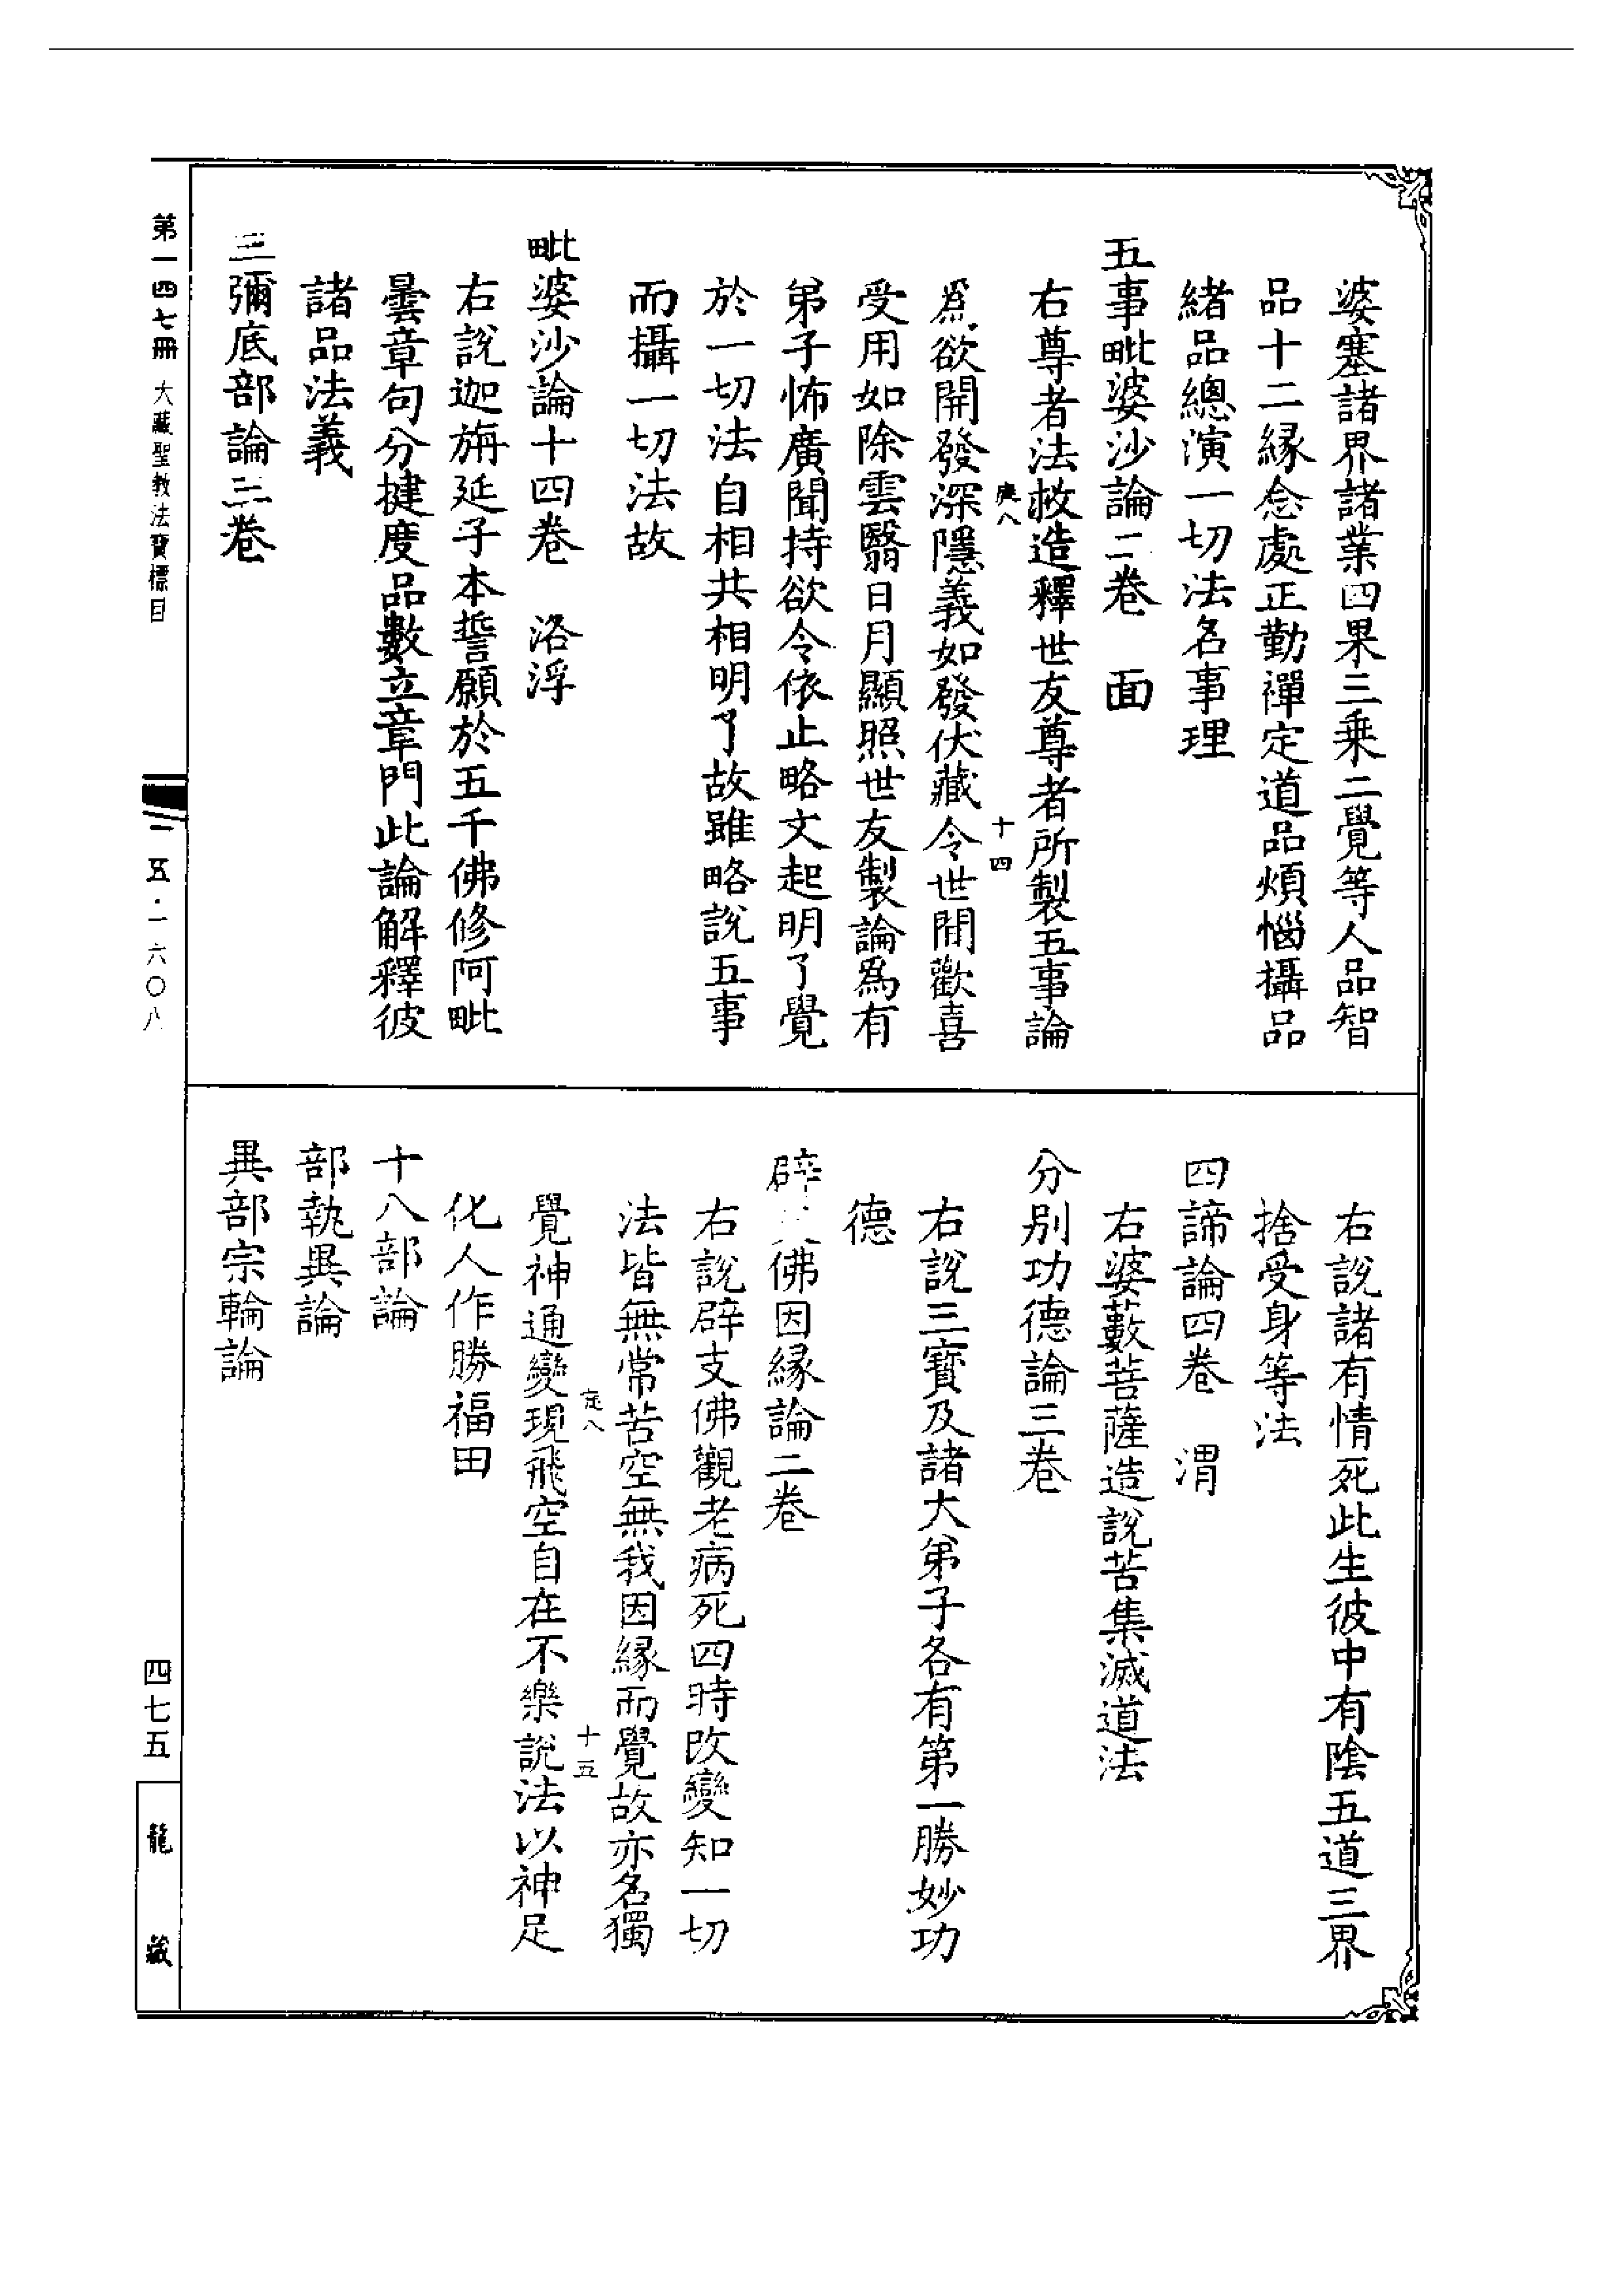 婆塞諸界諸業四果三乗二覺等人品智
品十二縁念處正勤禪定道品煩惱攝品
緒品總演一切法名事理
五事毗婆沙論二卷　面
右尊者法救造釋世友尊者所製五事論
十四
爲欲開發深隱義如發伏藏令世間歡喜
受用如除雲翳日月顯照世友製論爲有
弟子怖廣聞持欲令依止略文起明了覺
於一切法自相共相明了故雖略說五事
而攝一切法故
毗婆沙論十四卷　洛浮
右說迦旃延子本誓願於五千佛修阿毗
曇章句分揵度品數立章門此論解釋彼
諸品法義
三彌底部論三卷
右說諸有情死此生彼中有陰五道三界
捨受身等法
四諦論四卷　渭
右婆藪菩薩造說苦集滅道法
分別功德論三卷
右說三寶及諸大弟子各有第一勝妙功
德
辟佛因縁論二卷
右說辟支佛觀老病死四時改變知一切
法皆無常苦空無我因縁而覺故亦名獨
十五
覺神通變現飛空自在不樂說法以神足
化人作勝福田
十八部論
部執異論
異部宗輪論
第一四七冊　大藏聖教法寶標目
一五·一六〇八
四七五
龍藏